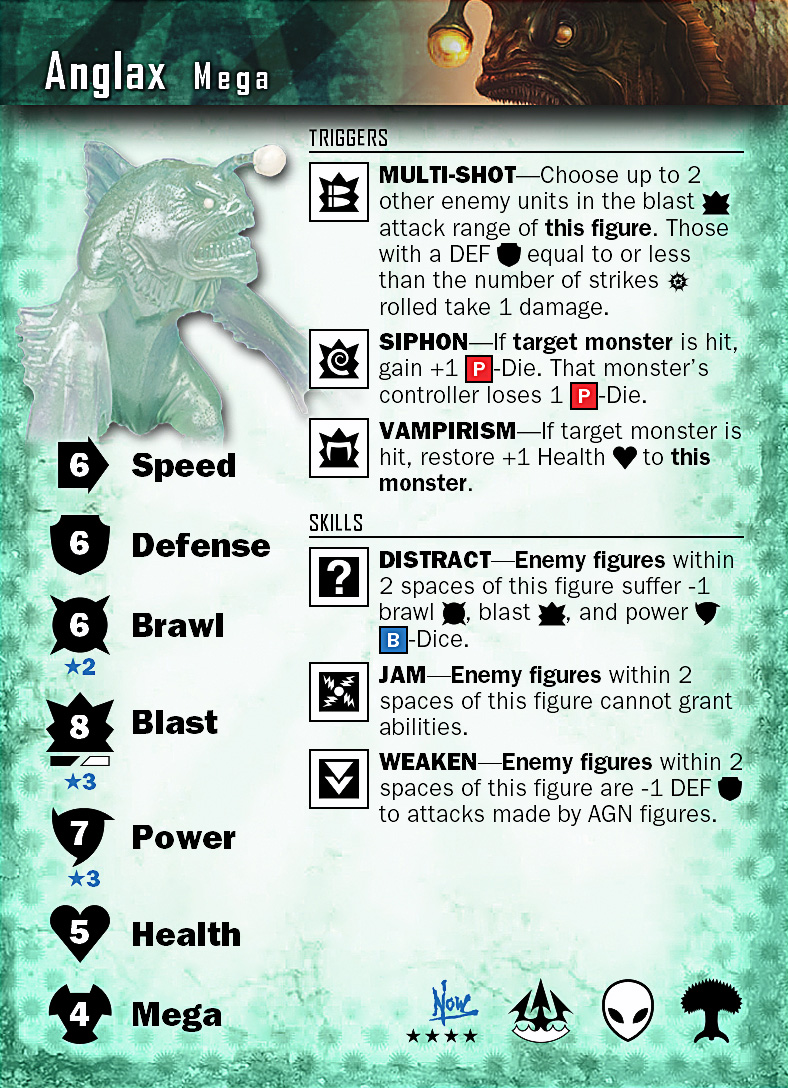 Anglax Mega
TRIGGERS
MULTI-SHOT—Choose up to 2
other enemy units in the blast
attack range of this figure. Those
with a DEF equal to or less
than the number of strikes
rolled take 1 damage.
SIPHON—If target monster is hit,
gain +1 P-Die. That monster's
controller loses 1 P-Die.
VAMPIRISM—If target monster is
hit, restore +1 Health to this
monster.
SKILLS
DISTRACT—Enemy figures within
2 spaces of this figure suffer -1
brawl, blast, and power
B-Dice.
JAM—Enemy figures within 2
spaces of this figure cannot grant
abilities.
WEAKEN—Enemy figures within 2
spaces of this figure are -1 DEF
to attacks made by AGN figures.
6 Speed
6 Defense
6 Brawl
★2
8 Blast
★3
7 Power
★3
5 Health
4 Mega
Now
★★★★